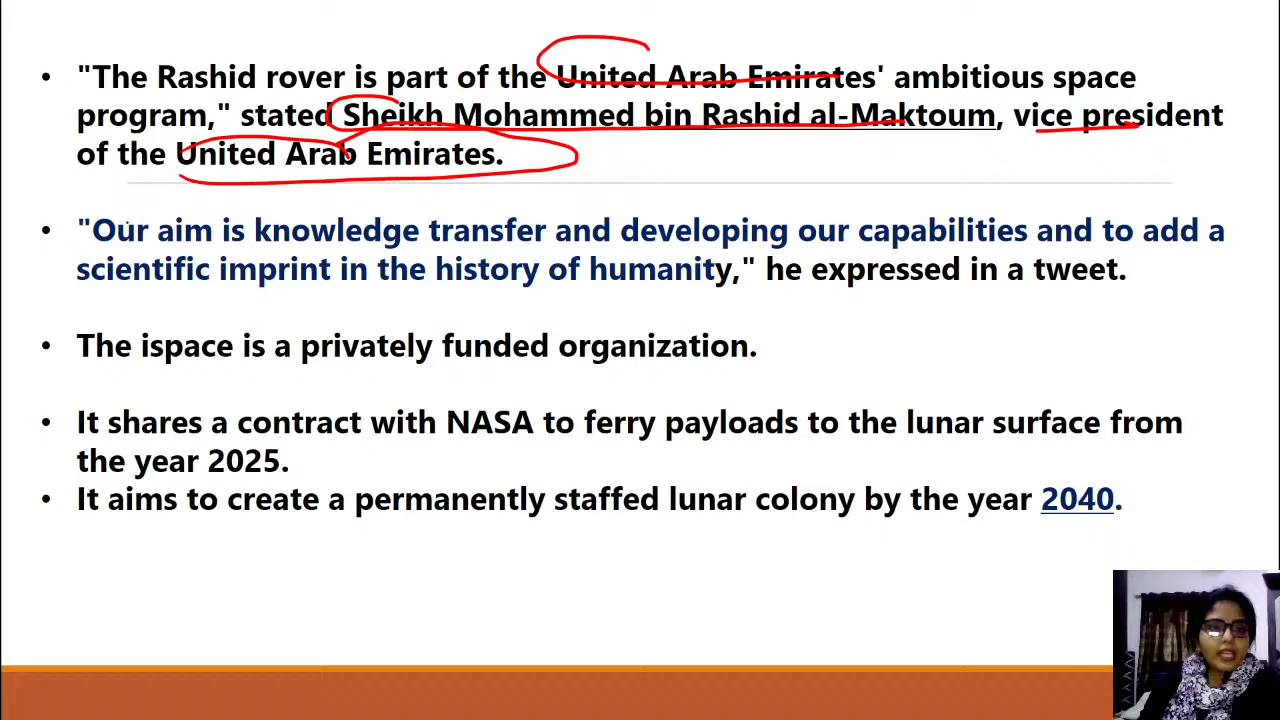 • "The Rashid rover is part of the United Arab Emirates' ambitious space
program," stated Sheikh Mohammed bin Rashid al-Maktoum, vice president
of the United Arab Emirates.
• "Our aim is knowledge transfer and developing our capabilities and to add a
scientific imprint in the history of humanity," he expressed in a tweet.
• The ispace is a privately funded organization.
• It shares a contract with NASA to ferry payloads to the lunar surface from
the year 2025.
• It aims to create a permanently staffed lunar colony by the year 2040.